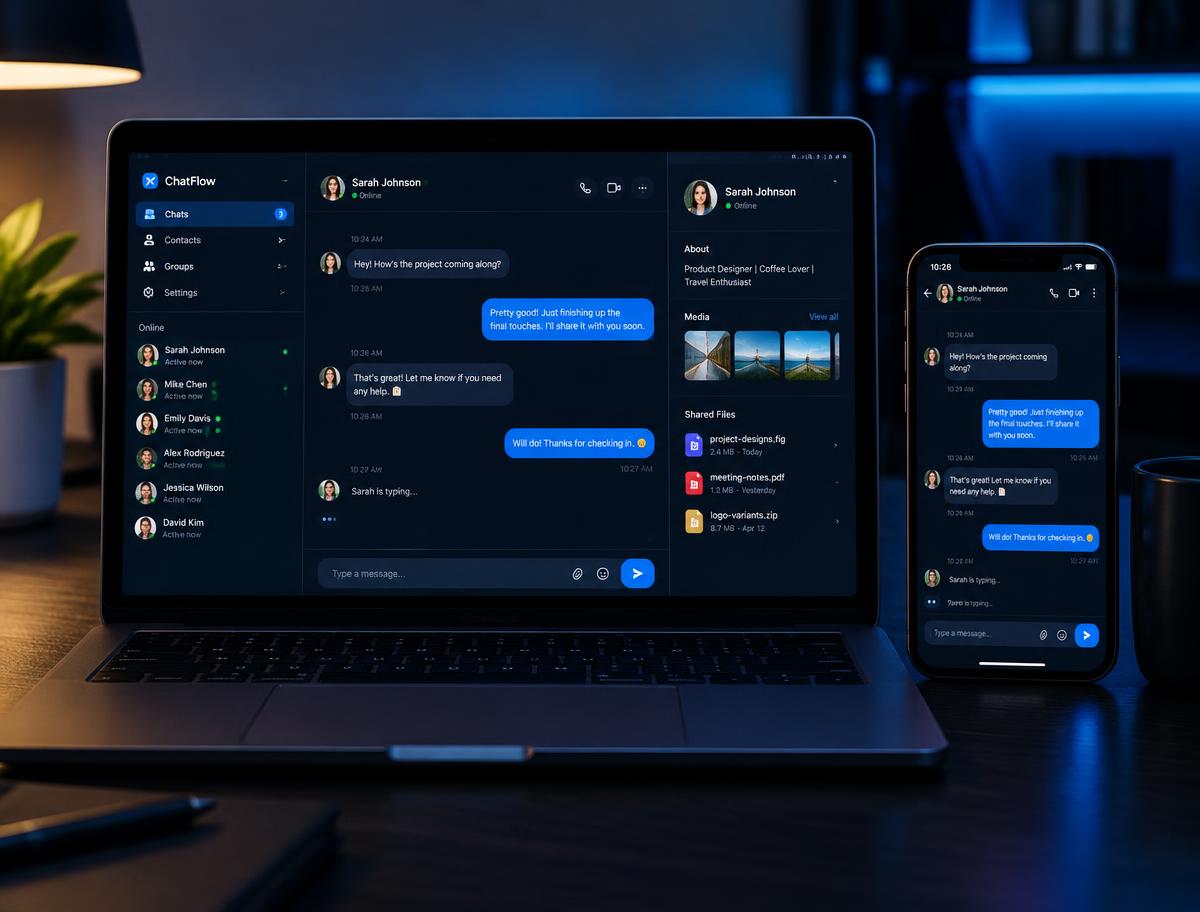 ChatFlow
Chats
Contacts
Groups
Settings
Online
Sarah Johnson
Active now
Mike Chen
Active now
Emily Davis
Active now
Alex Rodriguez
Active now
Jessica Wilson
Active now
David Kim
Active now
Sarah Johnson
Online
10:24 AM
Hey! How's the project coming along?
10:26 AM
Pretty good! Just finishing up the
final touches. I'll share it with you soon.
10:26 AM
That's great! Let me know if you need
any help.
10:28 AM
Will do! Thanks for checking in.
10:27 AM
10:27 AM
Sarah is typing...
Type a message...
Sarah Johnson
Online
About
Product Designer | Coffee Lover |
Travel Enthusiast
Media
View all
Shared Files
project-designs.fig
2.4 MB - Today
meeting-notes.pdf
1.2 MB - Yesterday
logo-variants.zip
8.7 MB - Apr 12
10:26
Sarah Johnson
Online
10:24 AM
Hey! How's the project coming
along?
Pretty good! Just finishing up
the final touches. I'll share it
with you soon.
10:26 AM
10:25 AM
That's great! Let me know if you
need any help.
10:26 AM
Will do! Thanks for checking in.
10:27 AM
Sarah is typing...
is typing...
Type a message...